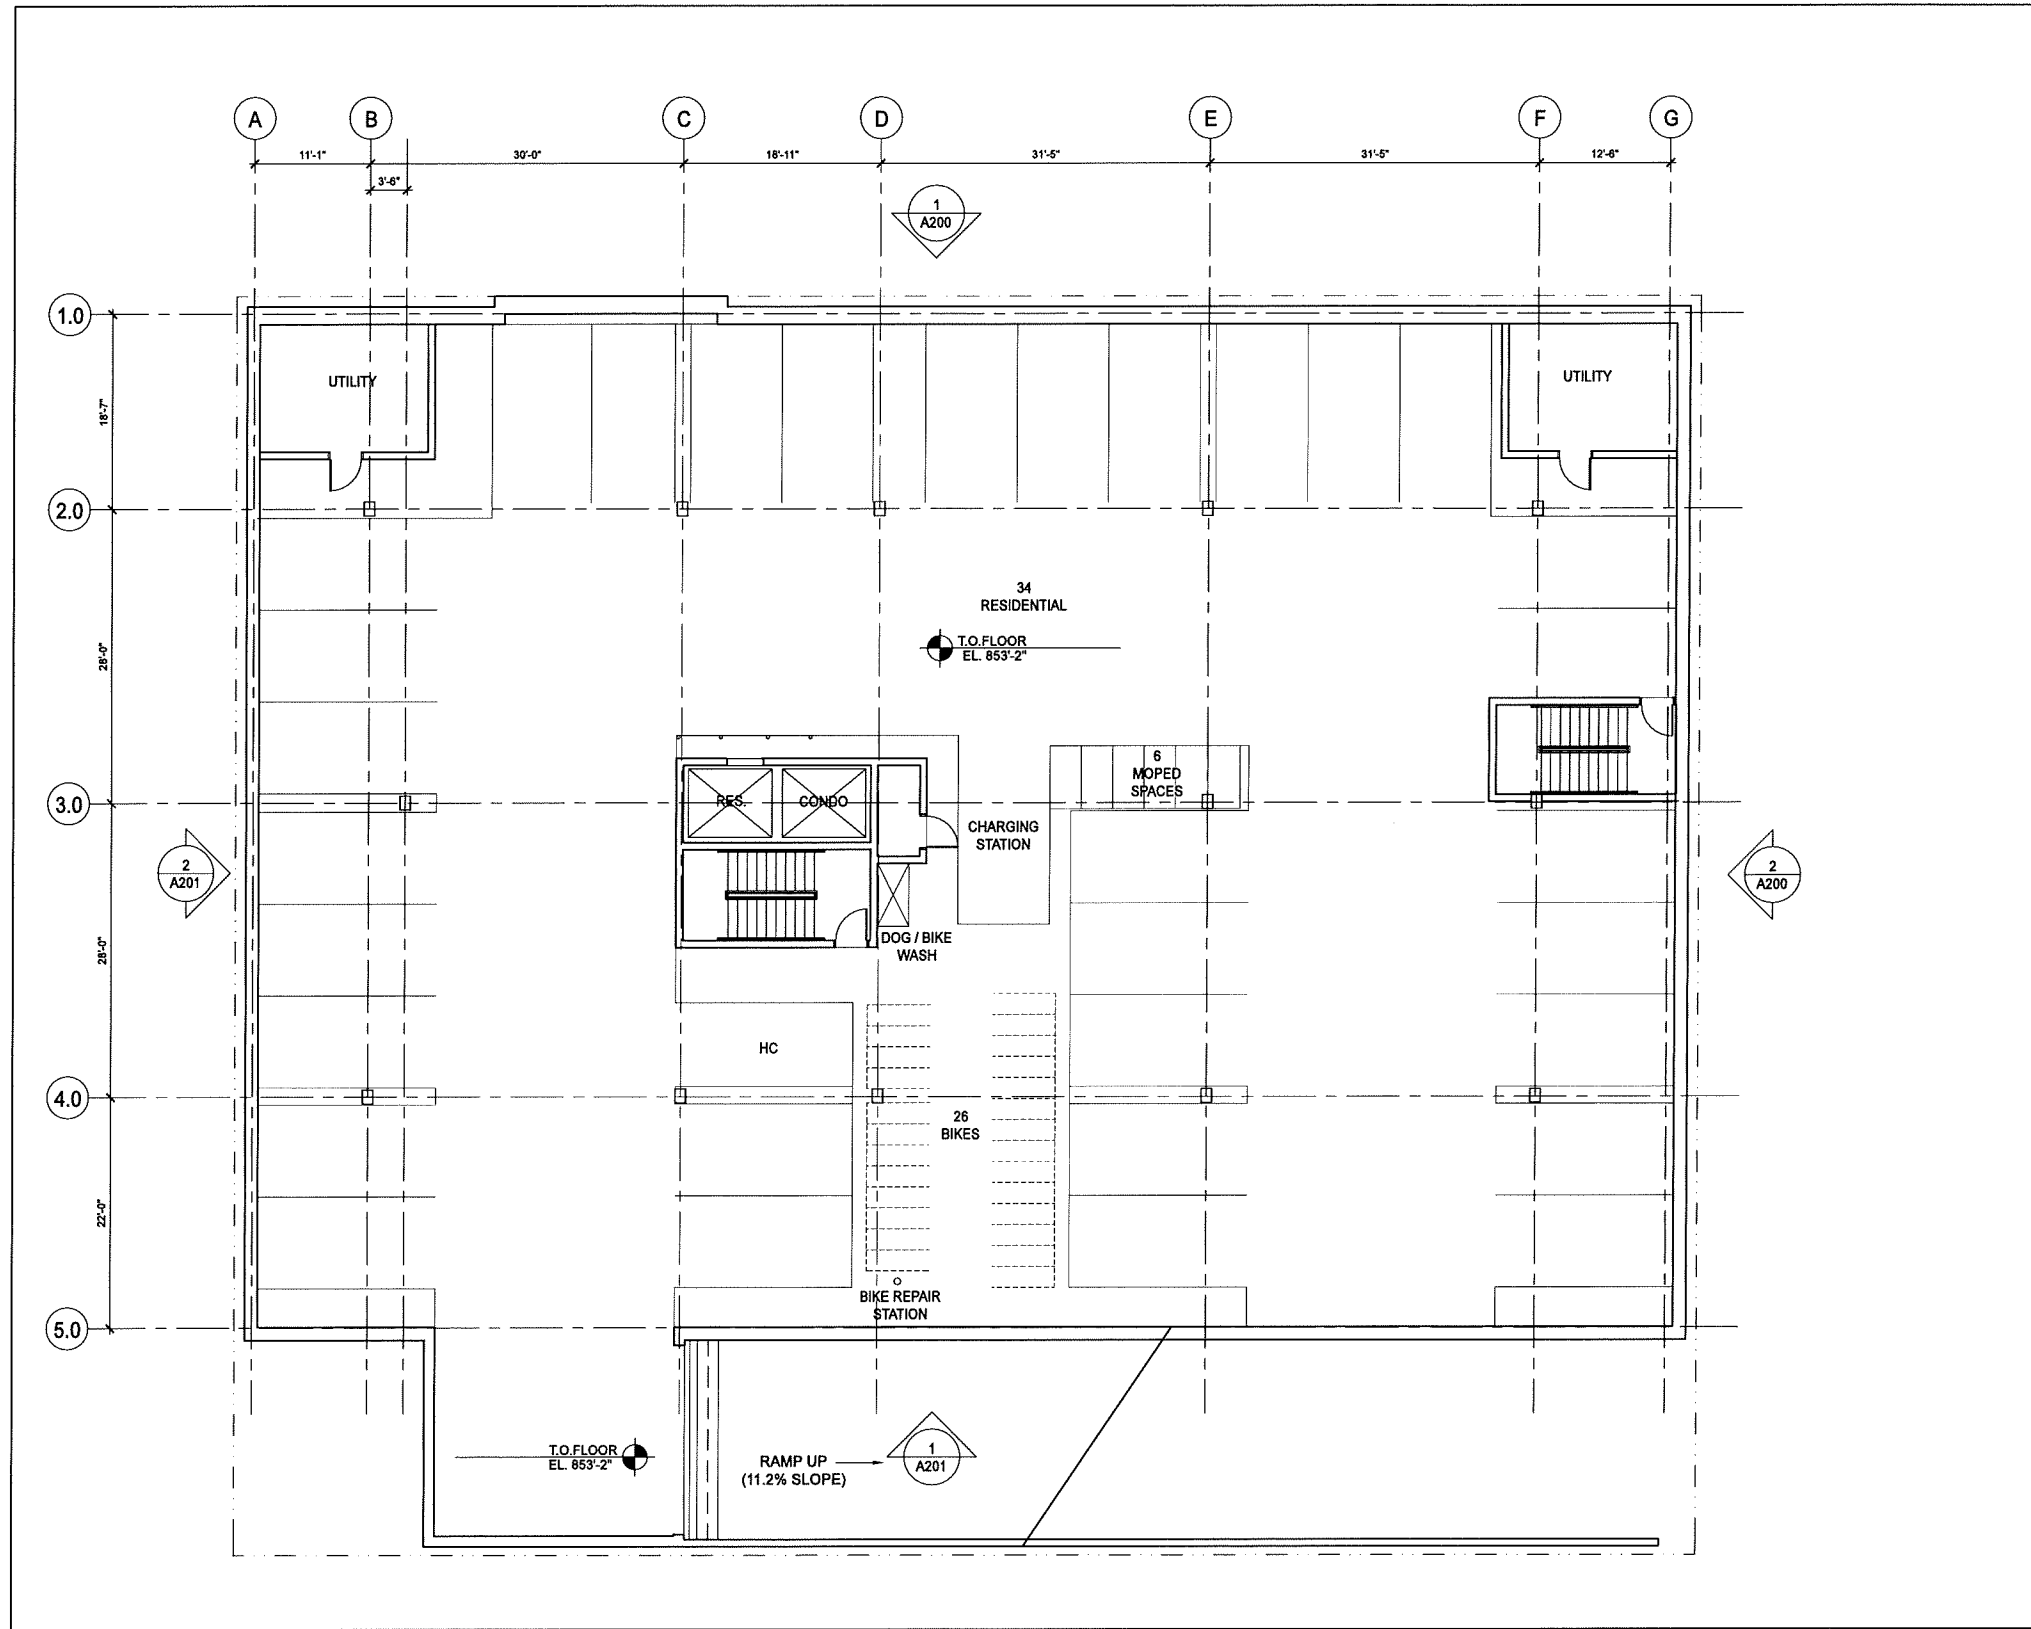 A B C D E F G
11'-1" 30'-0" 18'-11" 31'-5" 31'-5" 12'-6"
3'-6"
1
A200
1.0
UTILITY
UTILITY
18'-7"
2.0
34
RESIDENTIAL
T.O.FLOOR
EL. 853'-2"
28'-0"
6
MOPED
SPACES
3.0
RES.
CONDO
CHARGING
STATION
2
A201
2
A200
DOG / BIKE
WASH
28'-0"
HC
4.0
26
BIKES
22'-0"
BIKE REPAIR
STATION
5.0
T.O.FLOOR
EL. 853'-2"
RAMP UP
(11.2% SLOPE)
1
A201